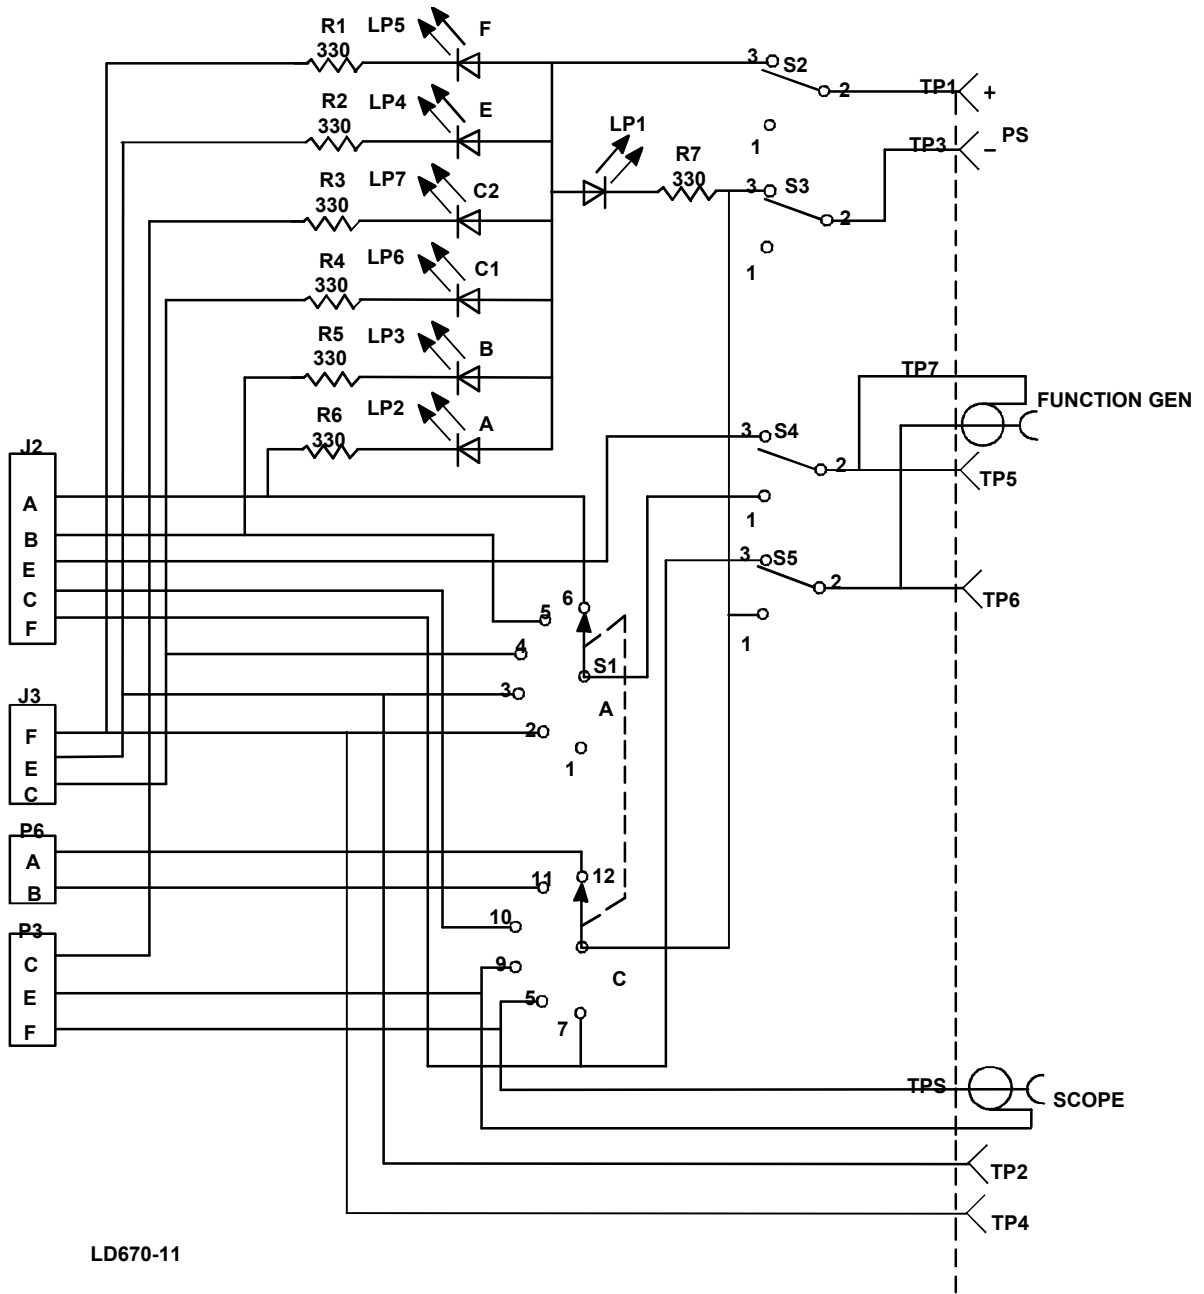 R1 LP5 F
330
3 S2
2 TP1 +
R2 LP4 E
330
LP1
1
TP3 – PS
R7
330
R3 LP7 C2
330
3 S3
2
1
R4 LP6 C1
330
R5 LP3 B
330
TP7
FUNCTION GEN
R6 LP2 A
330
3 S4
2
TP5
1
J2
A
B
E
C
F
3 S5
2
TP6
1
6
5
4
S1
3
A
2
1
J3
F
E
C
P6
A
B
12
11
10
9
C
5
7
P3
C
E
F
TPS
SCOPE
TP2
TP4
LD670-11